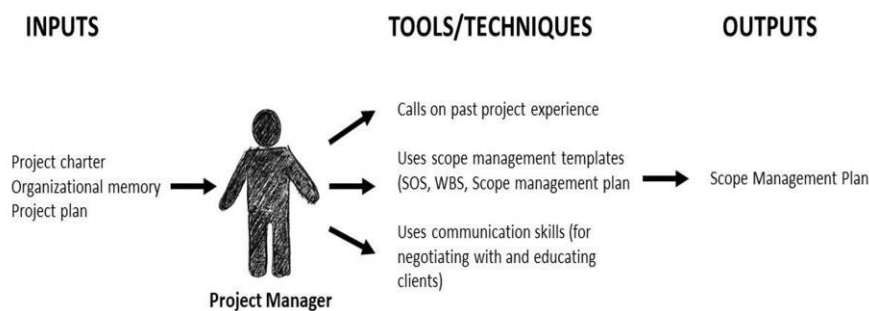 INPUTS
TOOLS/TECHNIQUES
OUTPUTS
Project charter
Organizational memory
Project plan
Project Manager
Calls on past project experience
Uses scope management templates
(SOS, WBS, Scope management plan
Uses communication skills (for
negotiating with and educating
clients)
Scope Management Plan